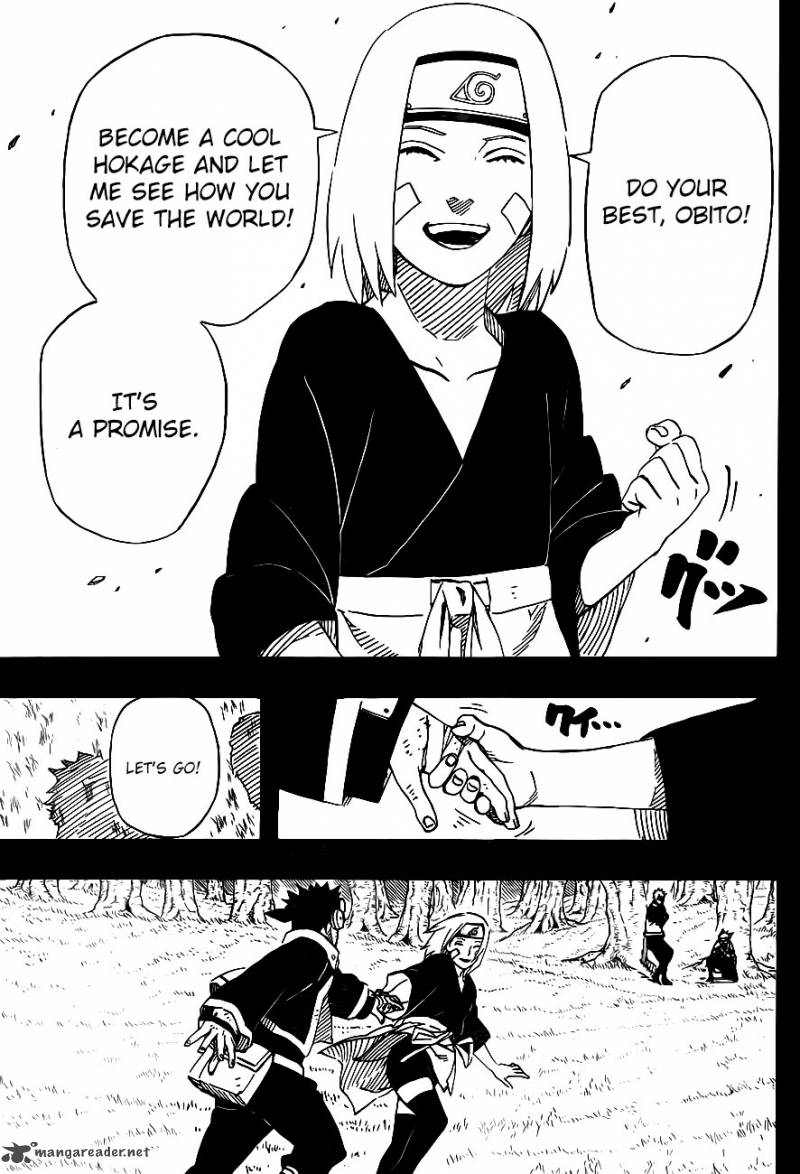 DO YOUR
BEST, OBITO!
BECOME A COOL
HOKAGE AND LET
ME SEE HOW YOU
SAVE THE WORLD!
IT'S
A PROMISE.
グッ
グイ...
LET'S GO!
mangareader.net